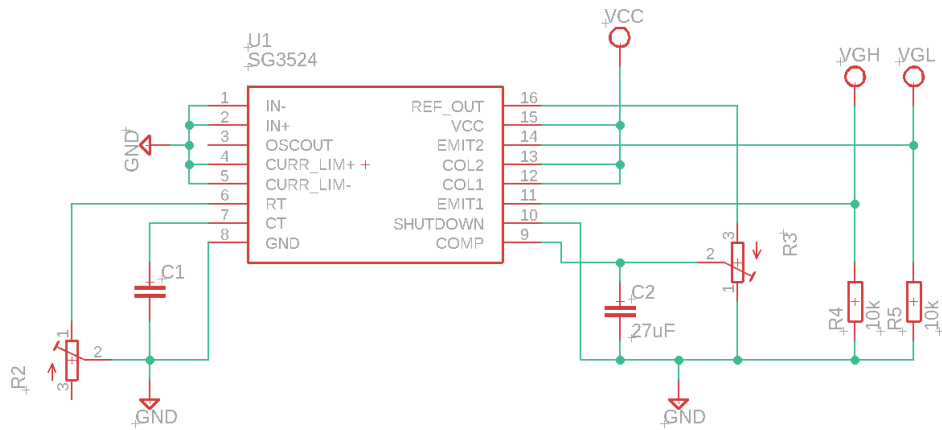 VCC
U1
SG3524
VGH
VGL
1 IN- REF_OUT 16
2 IN+ VCC 15
3 OSCOUT EMIT2 14
4 CURR_LIM+ COL2 13
5 CURR_LIM- COL1 12
6 RT EMIT1 11
7 CT SHUTDOWN 10
8 GND COMP 9
GND
3
2
1
R3
C1
C2
27uF
R4
10k
R5
10k
1
2
3
R2
GND
GND